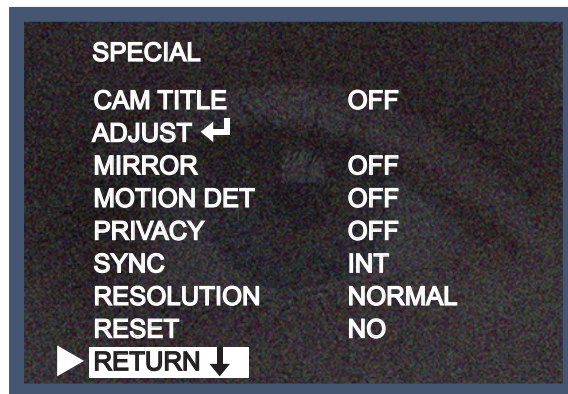 SPECIAL
CAM TITLE OFF
ADJUST ↵
MIRROR OFF
MOTION DET OFF
PRIVACY OFF
SYNC INT
RESOLUTION NORMAL
RESET NO
RETURN ↓